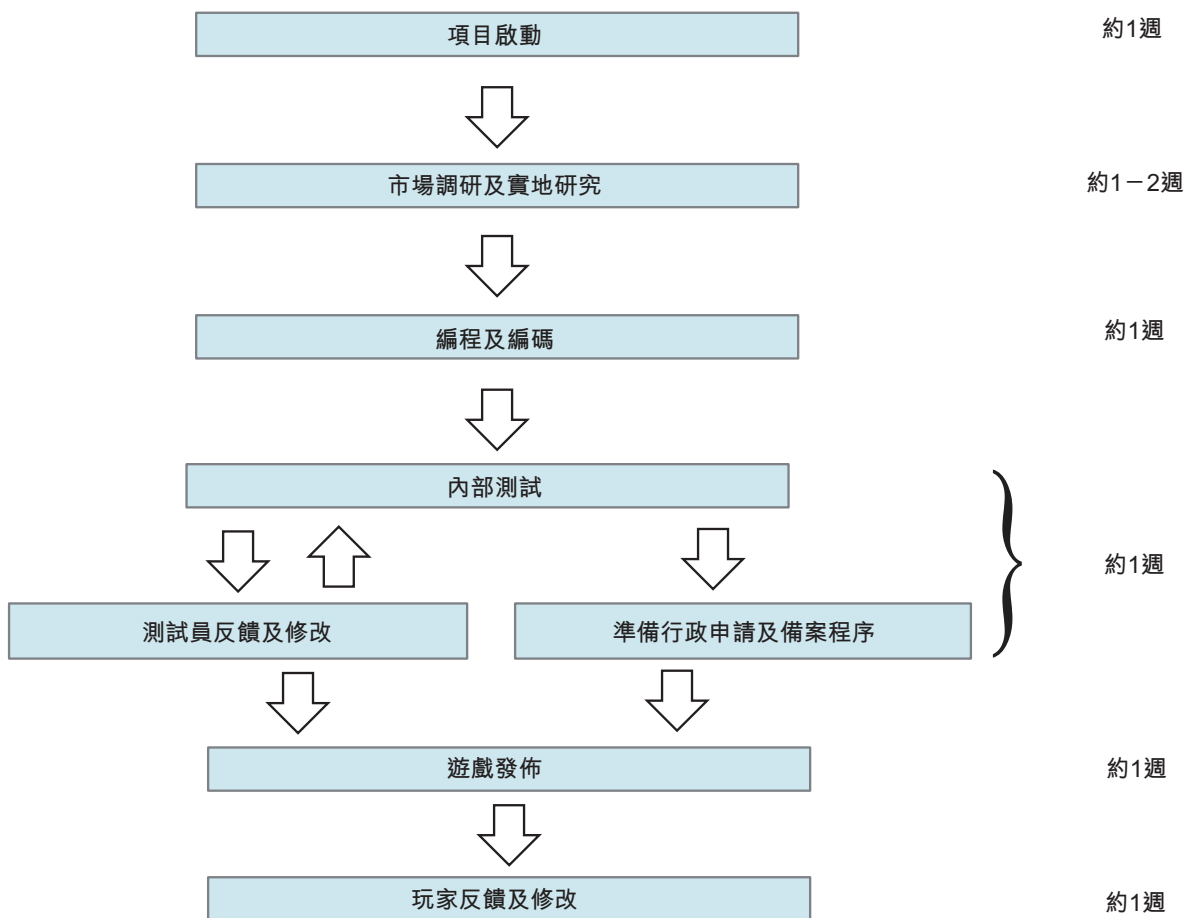 項目啟動
約1週
市場調研及實地研究
約1－2週
編程及編碼
約1週
內部測試
約1週
測試員反饋及修改
準備行政申請及備案程序
遊戲發佈
約1週
玩家反饋及修改
約1週